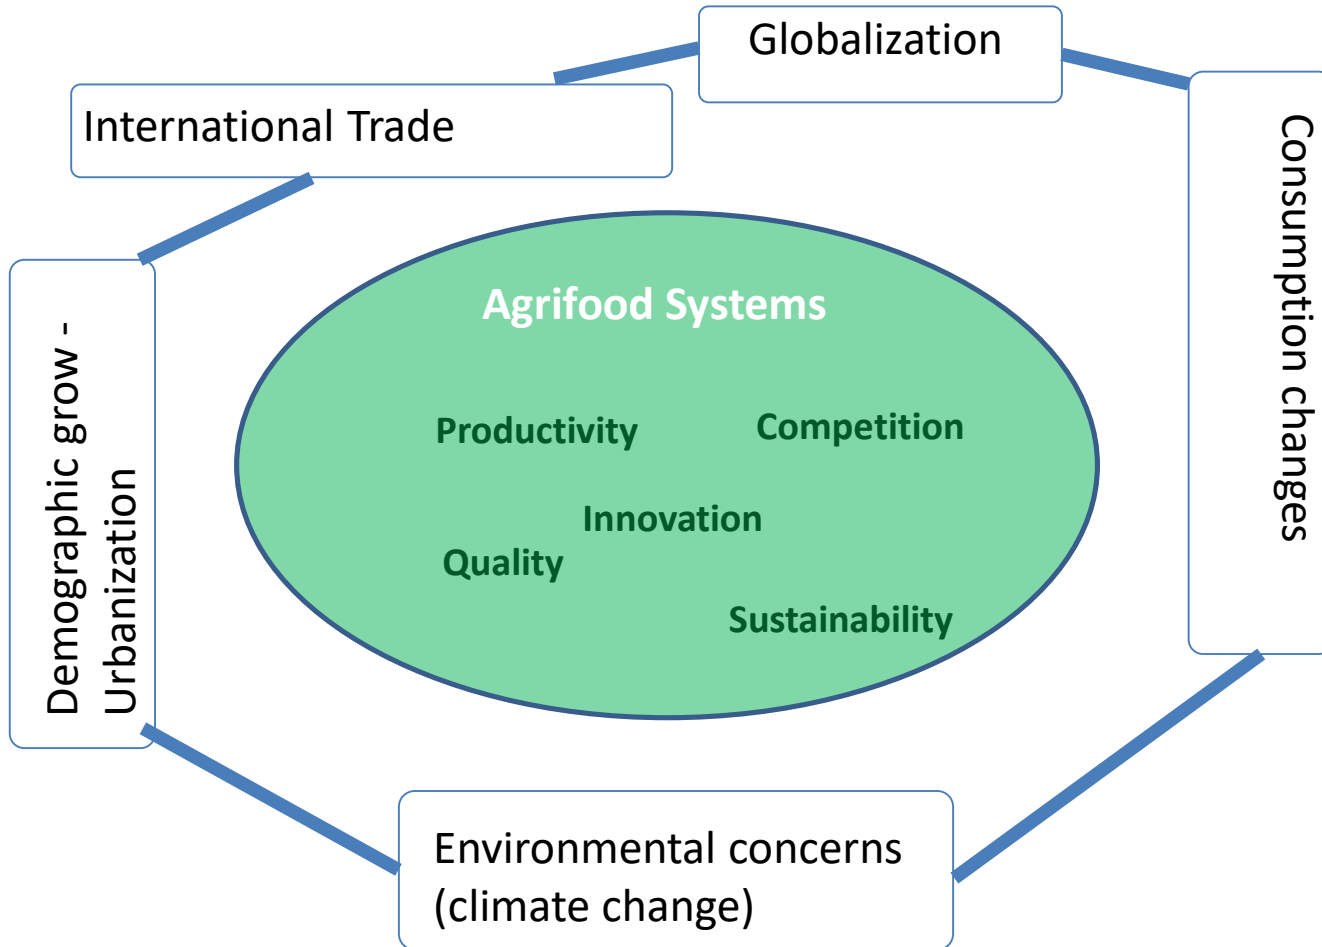 Globalization
International Trade
Consumption changes
Agrifood Systems
Demographic grow -
Urbanization
Productivity
Competition
Innovation
Quality
Sustainability
Environmental concerns
(climate change)